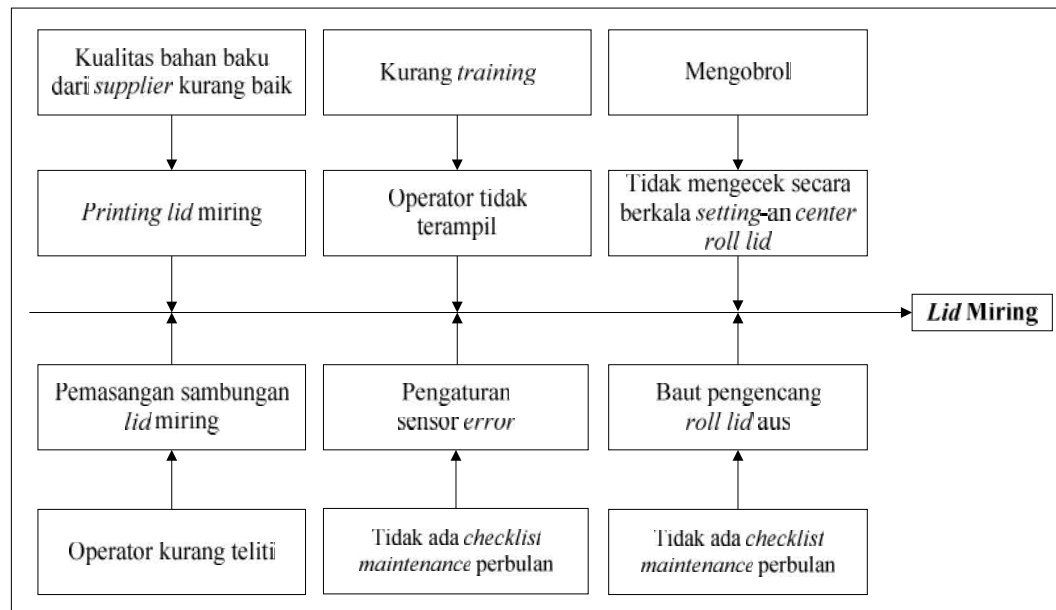 Kualitas bahan baku
dari supplier kurang baik
Kurang training
Mengobrol
Printing lid miring
Operator tidak
terampil
Tidak mengecek secara
berkala setting-an center
roll lid
Lid Miring
Pemasangan sambungan
lid miring
Pengaturan
sensor error
Baut pengencang
roll lid aus
Operator kurang teliti
Tidak ada checklist
maintenance perbulan
Tidak ada checklist
maintenance perbulan